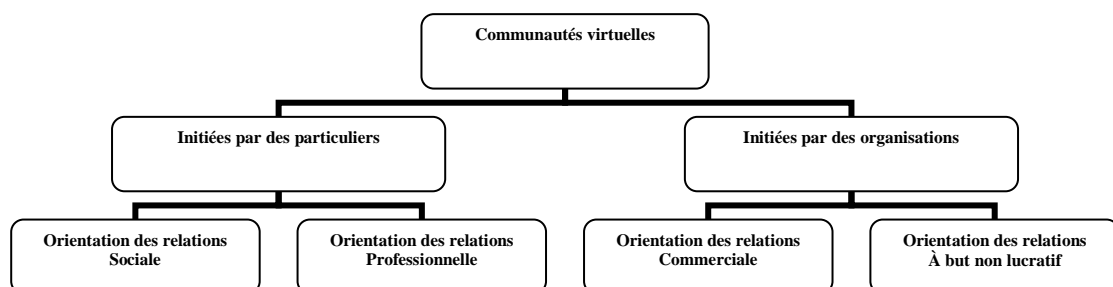 Communautés virtuelles
Initiées par des particuliers
Initiées par des organisations
Orientation des relations
Sociale
Orientation des relations
Professionnelle
Orientation des relations
Commerciale
Orientation des relations
À but non lucratif